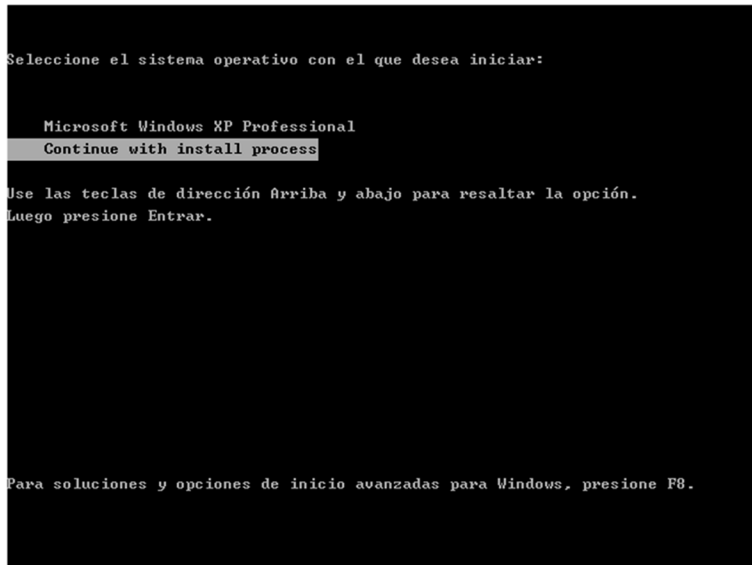 Seleccione el sistema operativo con el que desea iniciar:
Microsoft Windows XP Professional
Continue with install process
Use las teclas de dirección Arriba y abajo para resaltar la opción.
Luego presione Entrar.
Para soluciones y opciones de inicio avanzadas para Windows, presione F8.